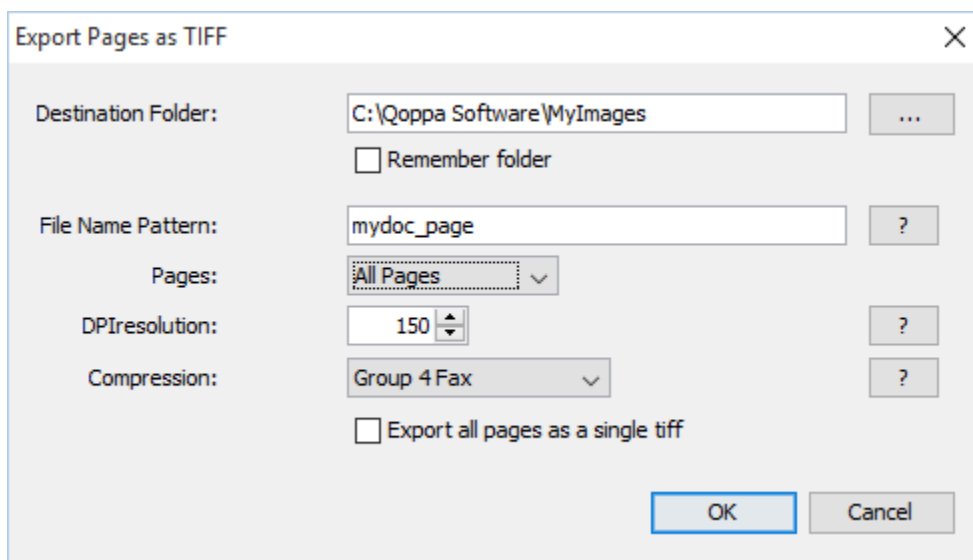 Export Pages as TIFF
Destination Folder: C:\Qoppa Software\MyImages ...
Remember folder
File Name Pattern: mydoc_page ?
Pages: All Pages
DPIresolution: 150 ?
Compression: Group 4 Fax ?
Export all pages as a single tiff
OK Cancel